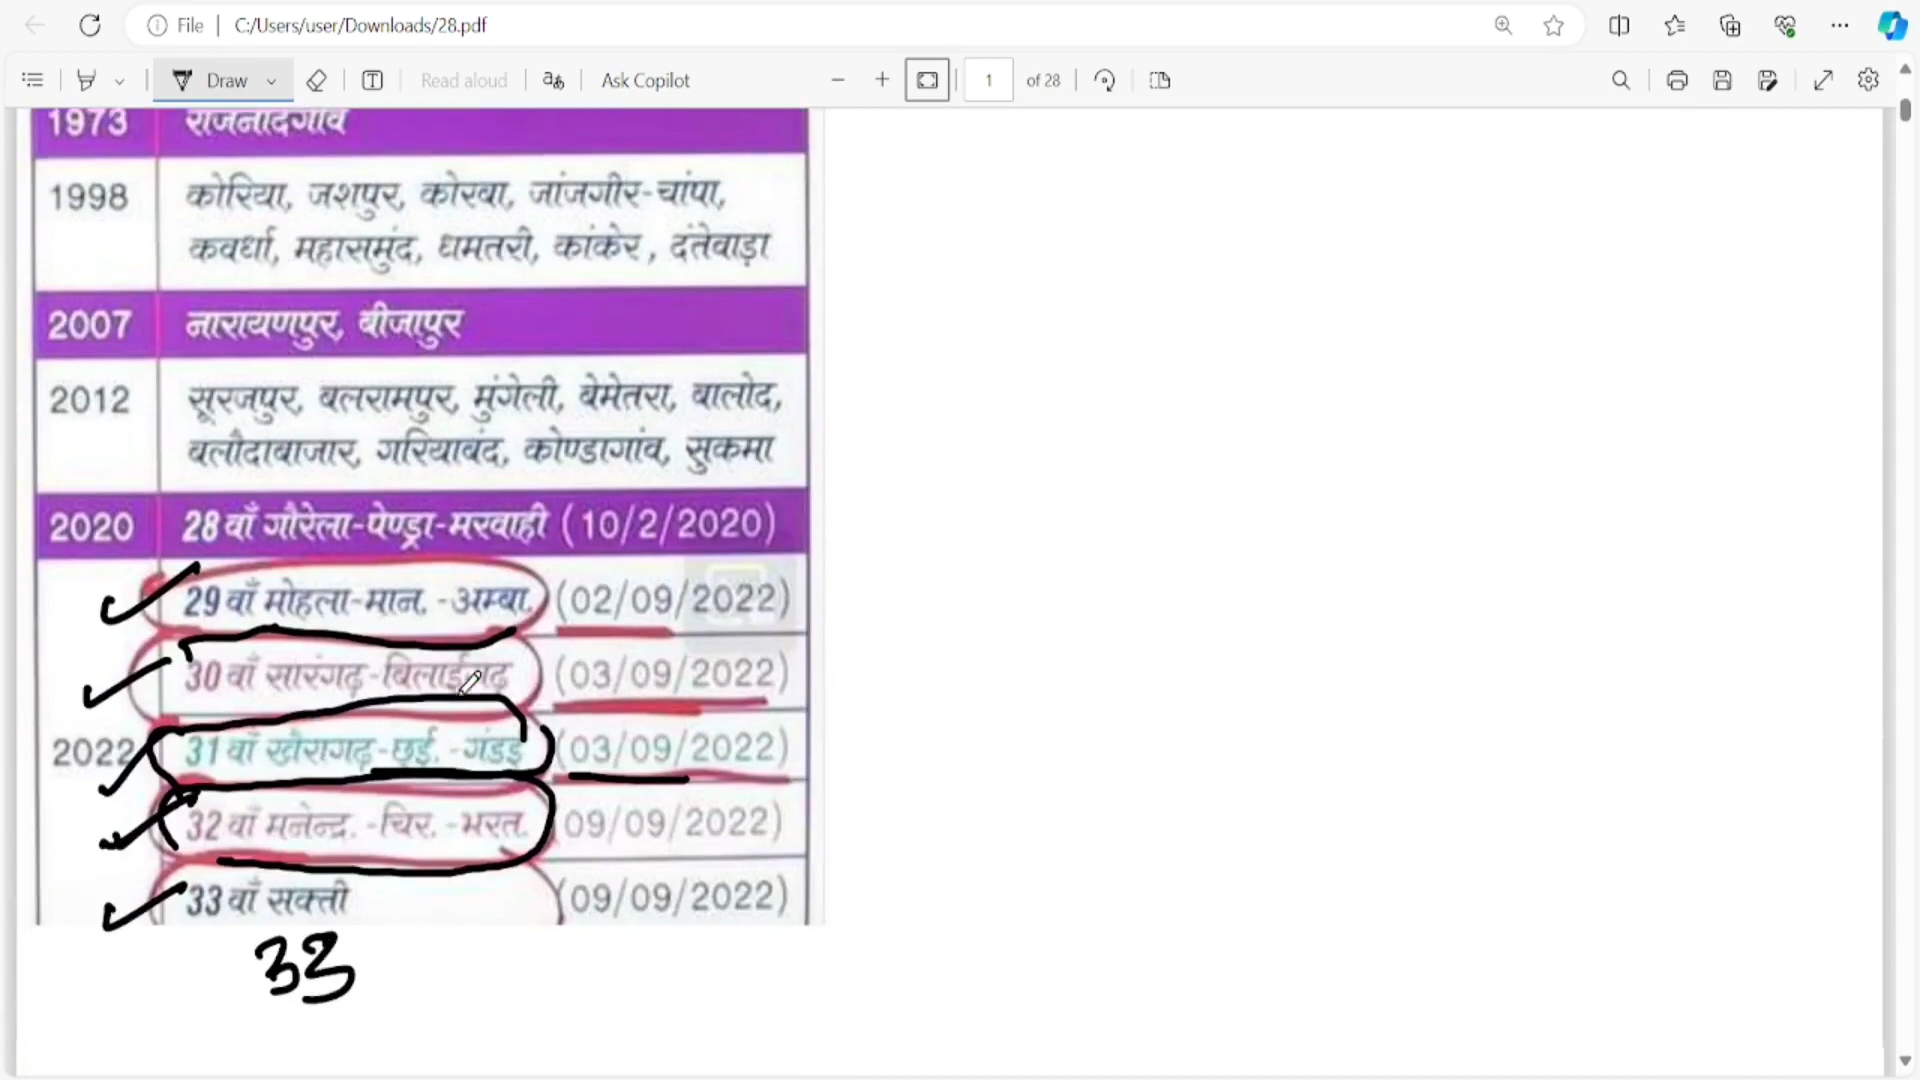 File
C:/Users/user/Downloads/28.pdf
Draw
Read aloud
aあ
Ask Copilot
1
of 28
1973 राजनांदगांव
1998 कोरिया, जशपुर, कोरबा, जांजगीर-चांपा,
कवर्धा, महासमुंद, धमतरी, कांकेर, दंतेवाड़ा
2007 नारायणपुर, बीजापुर
2012 सूरजपुर, बलरामपुर, मुंगेली, बेमेतरा, बालोद,
बलौदाबाजार, गरियाबंद, कोण्डागांव, सुकमा
2020 28 वाँ गौरेला-पेण्ड्रा-मरवाही (10/2/2020)
29 वाँ मोहला-मान. -अम्बा. (02/09/2022)
30 वाँ सारंगढ़-बिलाईगढ़ (03/09/2022)
2022 31 वाँ खैरागढ़-छुई. -गंडई (03/09/2022)
32 वाँ मनेन्द्र. -चिर. -भरत. (09/09/2022)
33 वाँ सक्ती (09/09/2022)
33